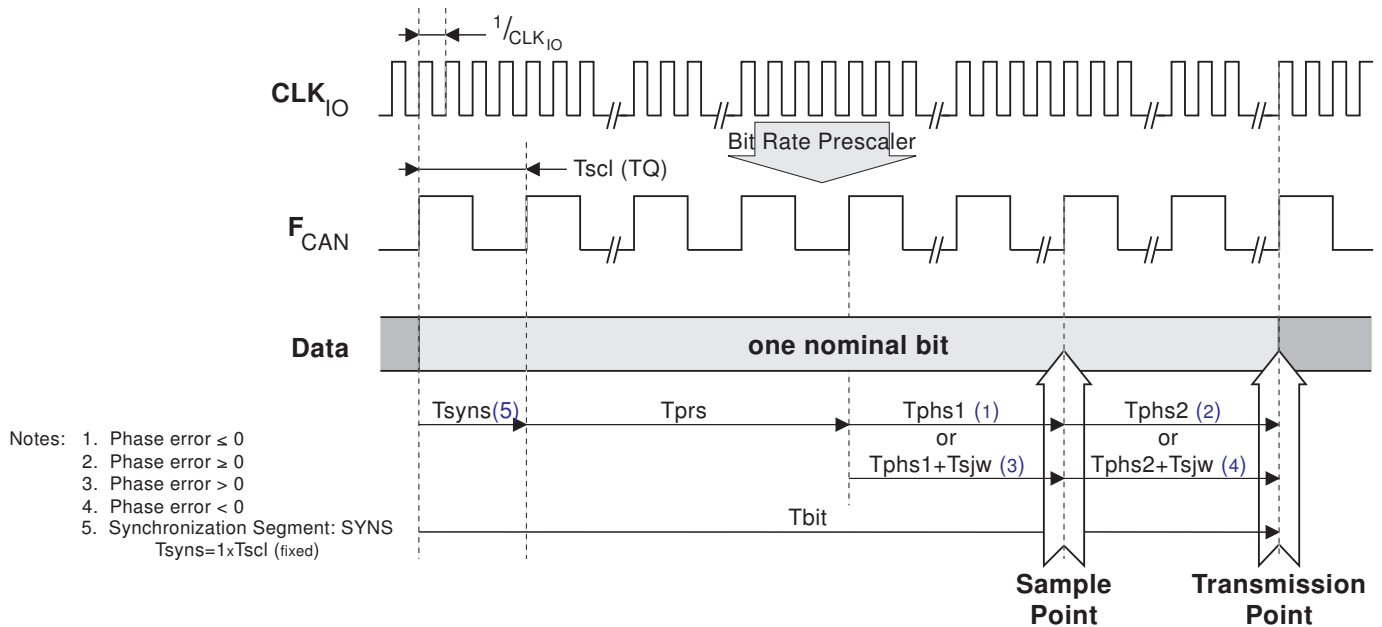 1/CLKIO
CLKIO
Bit Rate Prescaler
Tscl (TQ)
FCAN
Data
one nominal bit
Tsyns(5)
Tprs
Tphs1 (1)
Tphs2 (2)
or
or
Tphs1+Tsjw (3)
Tphs2+Tsjw (4)
Notes: 1. Phase error ≤ 0
2. Phase error ≥ 0
3. Phase error > 0
4. Phase error < 0
5. Synchronization Segment: SYNS
Tsyns=1xTscl (fixed)
Tbit
Sample
Point
Transmission
Point